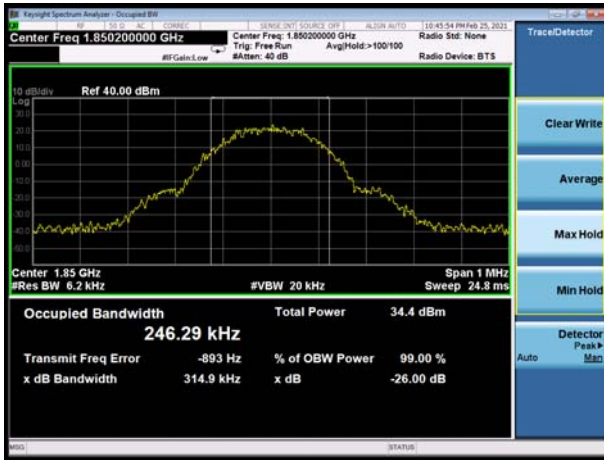 Keysight Spectrum Analyzer - Occupied BW
RF 50 Ω AC CORREC SENSE:INT SOURCE OFF ALIGN AUTO 10:45:54 PM Feb 25, 2021
Center Freq 1.850200000 GHz
Center Freq: 1.850200000 GHz
Radio Std: None
Trig: Free Run
Avg|Hold:>100/100
#IFGain:Low
#Atten: 40 dB
Radio Device: BTS
Trace/Detector
10 dB/div
Ref 40.00 dBm
Log
30.0
20.0
10.0
0.00
-10.0
-20.0
-30.0
-40.0
-50.0
Center 1.85 GHz
Span 1 MHz
#Res BW 6.2 kHz
#VBW 20 kHz
Sweep 24.8 ms
Occupied Bandwidth
Total Power
34.4 dBm
246.29 kHz
Transmit Freq Error
-893 Hz
% of OBW Power
99.00 %
x dB Bandwidth
314.9 kHz
x dB
-26.00 dB
Clear Write
Average
Max Hold
Min Hold
Detector
Peak▶
Auto
Man
MSG
STATUS